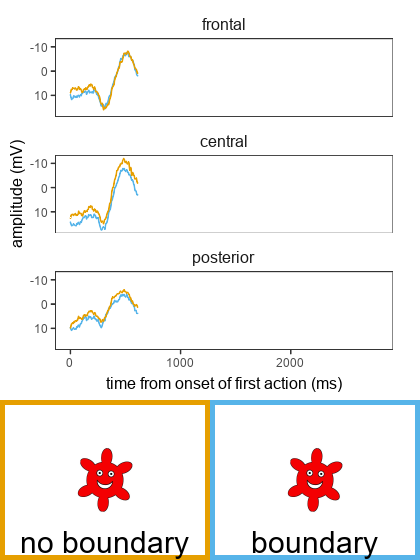 frontal
-10
0
10
central
-10
0
10
posterior
-10
0
10
amplitude (mV)
0 1000 2000
time from onset of first action (ms)
no boundary
boundary